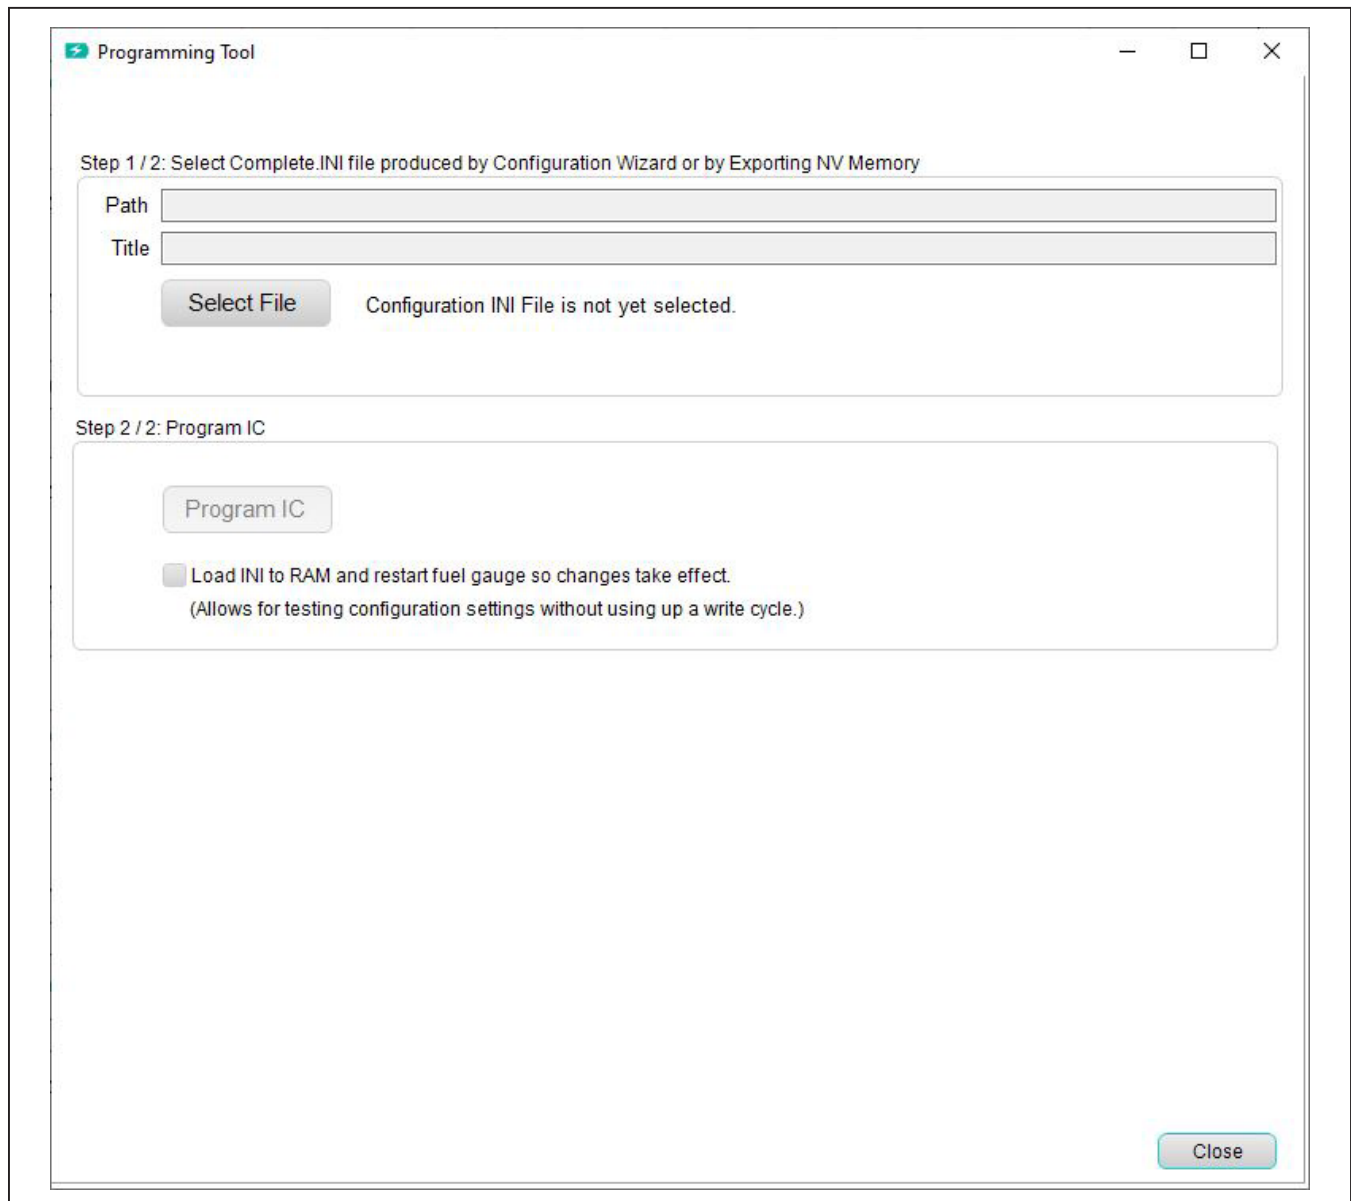 Programming Tool
Step 1 / 2: Select Complete.INI file produced by Configuration Wizard or by Exporting NV Memory
Path
Title
Select File
Configuration INI File is not yet selected.
Step 2 / 2: Program IC
Program IC
Load INI to RAM and restart fuel gauge so changes take effect.
(Allows for testing configuration settings without using up a write cycle.)
Close